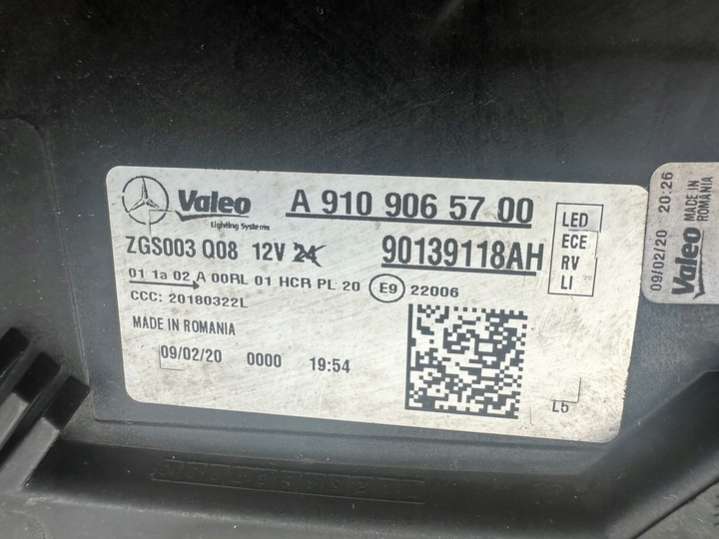 Valeo
Lighting Systems
A 910 906 57 00
ZGS003 Q08 12V 24
90139118AH
LED
ECE
RV
LI
01 1a 02 A 00RL 01 HCR PL 20 E9 22006
CCC: 20180322L
MADE IN ROMANIA
09/02/20 0000 19:54
L5
09/02/20 20:26
Valeo MADE IN
ROMANIA